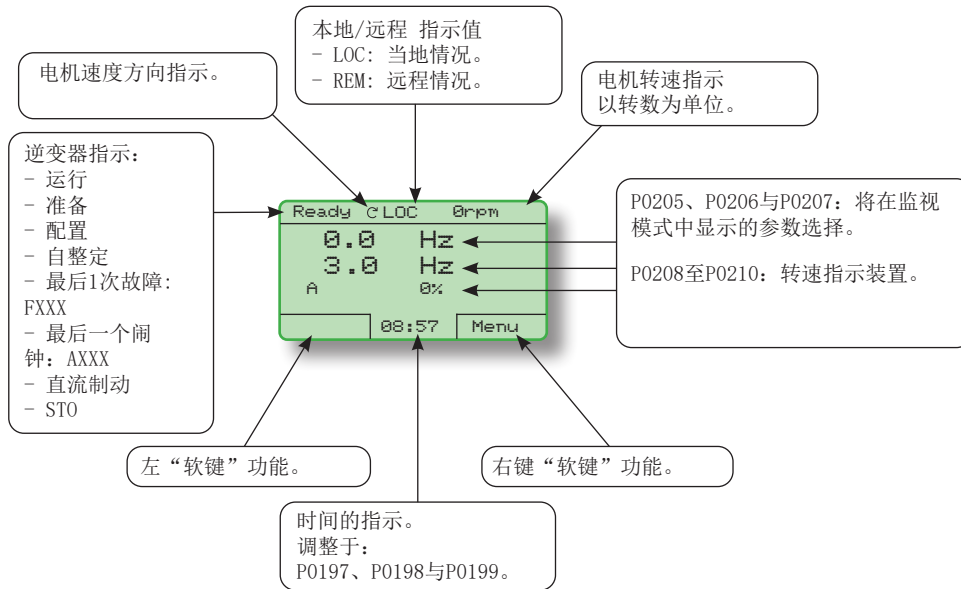 本地/远程 指示值
- LOC: 当地情况。
- REM: 远程情况。
电机速度方向指示。
电机转速指示
以转数为单位。
逆变器指示:
- 运行
- 准备
- 配置
- 自整定
- 最后1次故障:
FXXX
- 最后一个闹
钟: AXXX
- 直流制动
- STO
Ready LOC 0rpm
0.0 Hz
3.0 Hz
A 0%
08:57 Menu
P0205、P0206与P0207: 将在监视
模式中显示的参数选择。
P0208至P0210: 转速指示装置。
左“软键”功能。
右键“软键”功能。
时间的指示。
调整于:
P0197、P0198与P0199。